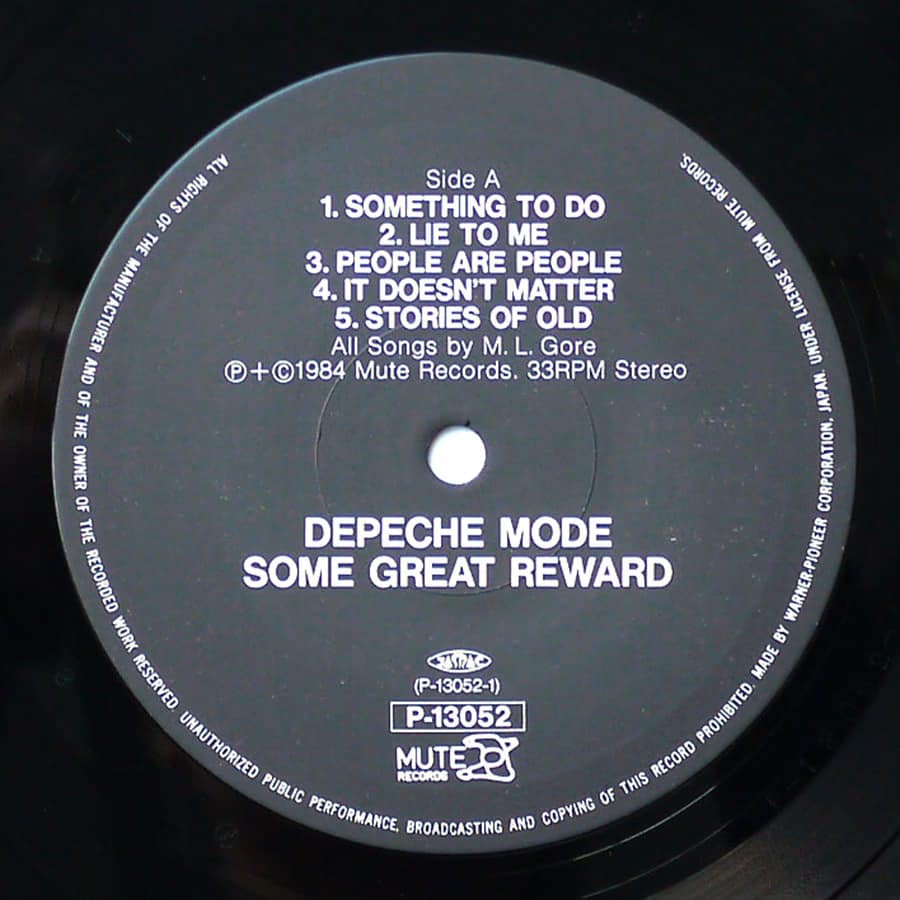 Side A
1. SOMETHING TO DO
2. LIE TO ME
3. PEOPLE ARE PEOPLE
4. IT DOESN'T MATTER
5. STORIES OF OLD
All Songs by M. L. Gore
Ⓟ+©1984 Mute Records. 33RPM Stereo
DEPECHE MODE
SOME GREAT REWARD
(P-13052-1)
P-13052
MUTE
RECORDS
ALL RIGHTS OF THE MANUFACTURER AND OF THE OWNER OF THE RECORDED WORK RESERVED. UNAUTHORIZED PUBLIC PERFORMANCE, BROADCASTING AND COPYING OF THIS RECORD PROHIBITED. MADE BY WARNER-PIONEER CORPORATION, JAPAN. UNDER LICENSE FROM MUTE RECORDS.